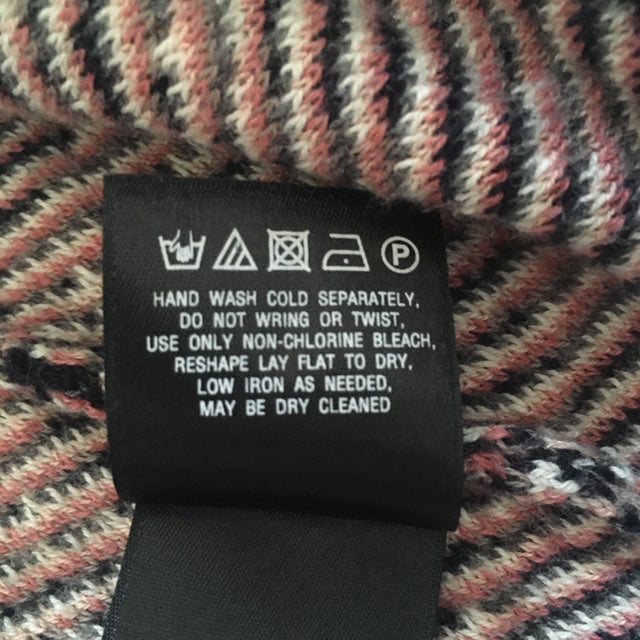 P
HAND WASH COLD SEPARATELY,
DO NOT WRING OR TWIST,
USE ONLY NON-CHLORINE BLEACH,
RESHAPE LAY FLAT TO DRY,
LOW IRON AS NEEDED,
MAY BE DRY CLEANED